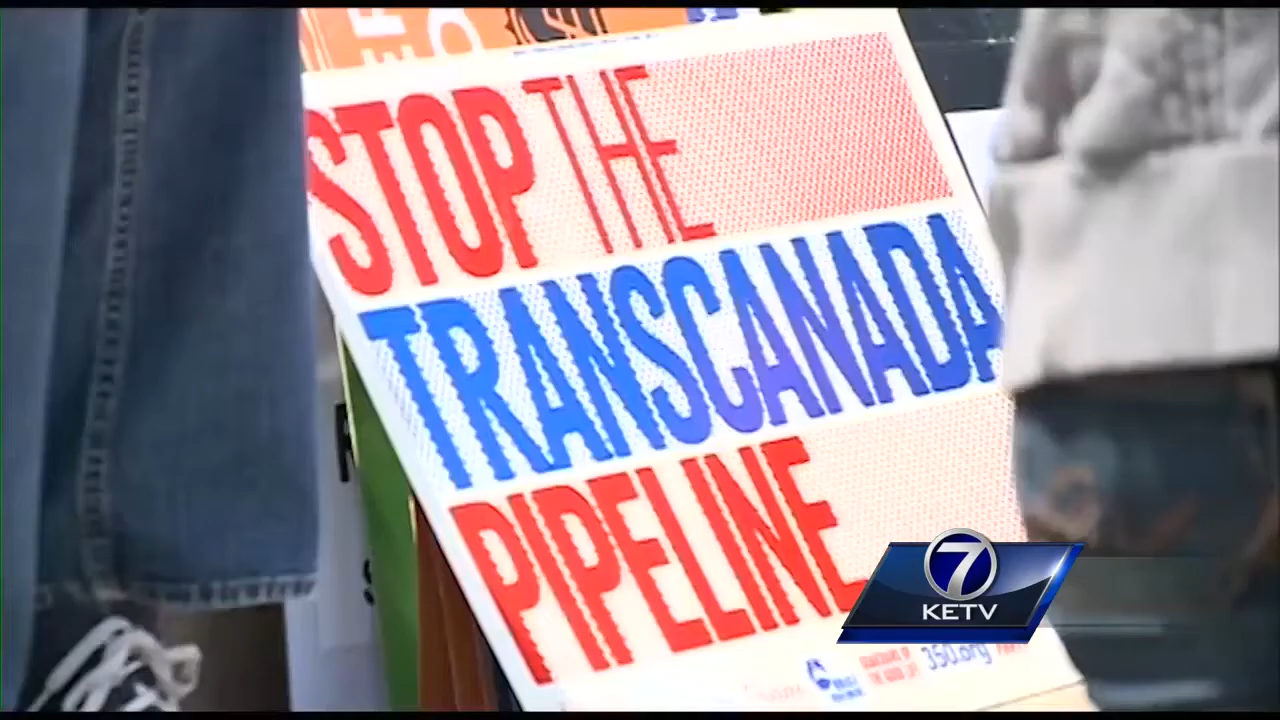 STOP THE
TRANSCANADA
PIPELINE
350.org
7
KETV